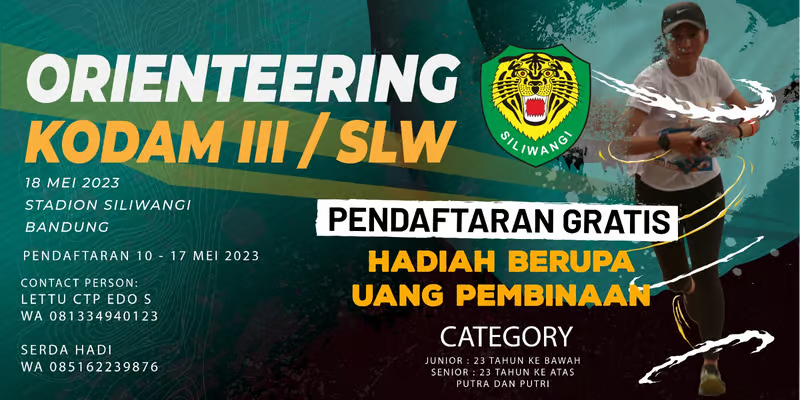 ORIENTEERING
KODAM III / SLW
18 MEI 2023
STADION SILIWANGI
BANDUNG
PENDAFTARAN 10 - 17 MEI 2023
CONTACT PERSON:
LETTU CTP EDO S
WA 081334940123
SERDA HADI
WA 085162239876
SILIWANGI
PENDAFTARAN GRATIS
HADIAH BERUPA
UANG PEMBINAAN
CATEGORY
JUNIOR : 23 TAHUN KE BAWAH
SENIOR : 23 TAHUN KE ATAS
PUTRA DAN PUTRI